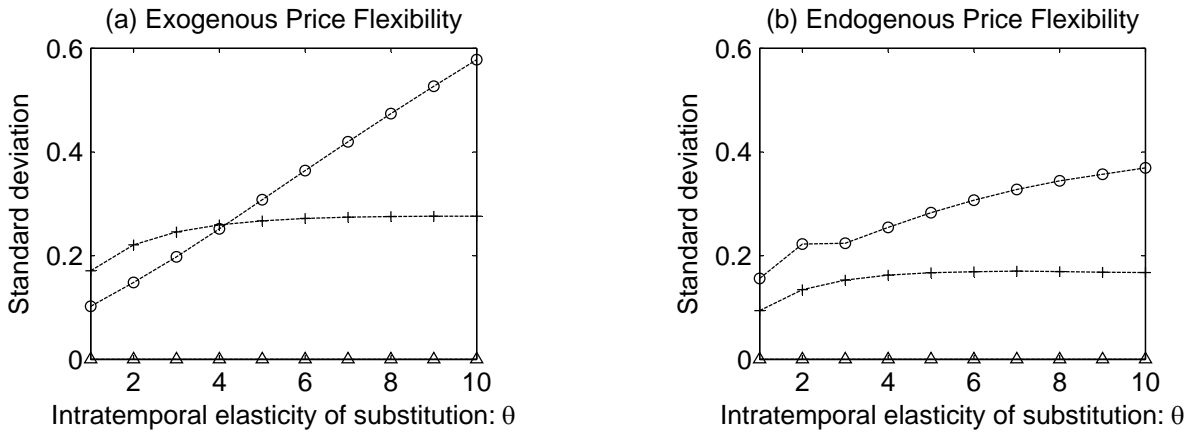 (a) Exogenous Price Flexibility
0.6
0.4
0.2
0
Standard deviation
2 4 6 8 10
Intratemporal elasticity of substitution: θ
(b) Endogenous Price Flexibility
0.6
0.4
0.2
0
Standard deviation
2 4 6 8 10
Intratemporal elasticity of substitution: θ